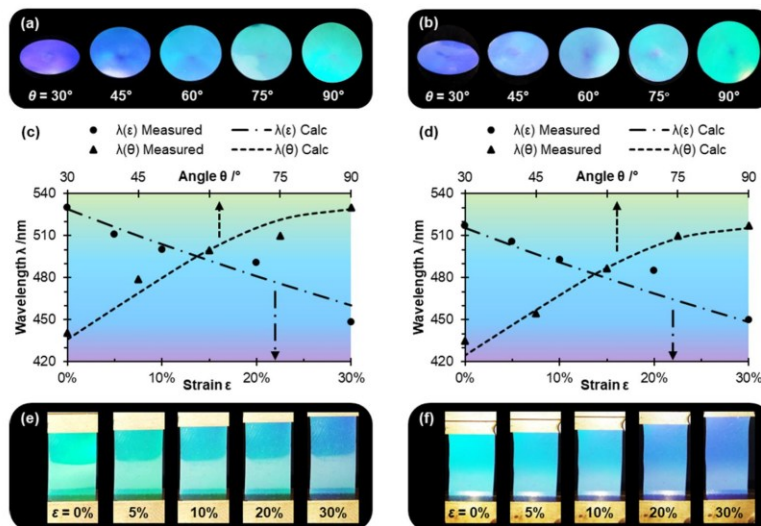 (a)
θ = 30° 45° 60° 75° 90°
(b)
θ = 30° 45° 60° 75° 90°
(c)
● λ(ε) Measured — · — λ(ε) Calc
▲ λ(θ) Measured ----- λ(θ) Calc
Angle θ /°
30 45 75 90
540
510
480
450
420
Wavelength λ /nm
0% 10% 20% 30%
Strain ε
(d)
● λ(ε) Measured — · — λ(ε) Calc
▲ λ(θ) Measured ----- λ(θ) Calc
Angle θ /°
30 45 75 90
540
510
480
450
420
Wavelength λ /nm
0% 10% 20% 30%
Strain ε
(e)
ε = 0% 5% 10% 20% 30%
(f)
ε = 0% 5% 10% 20% 30%